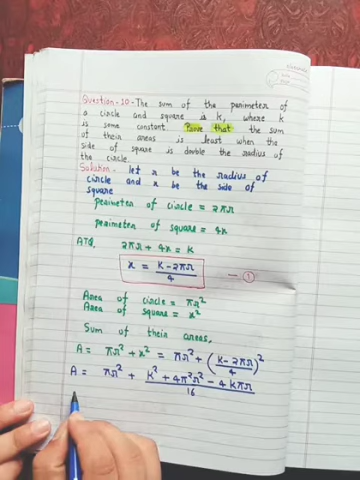 Question-10 - The sum of the perimeter of
a circle and square is k, where k
is some constant. Prove that the sum
of their areas is least when the
side of square is double the radius of
the circle.
Solution - let r be the radius of
circle and x be the side of
square
perimeter of circle = 2πr
perimeter of square = 4x
ATQ, 2πr + 4x = k
x = (k - 2πr)/4 — ①
Area of circle = πr²
Area of square = x²
Sum of their areas,
A = πr² + x² = πr² + ((k - 2πr)/4)²
A = πr² + (k² + 4π²r² - 4kπr)/16